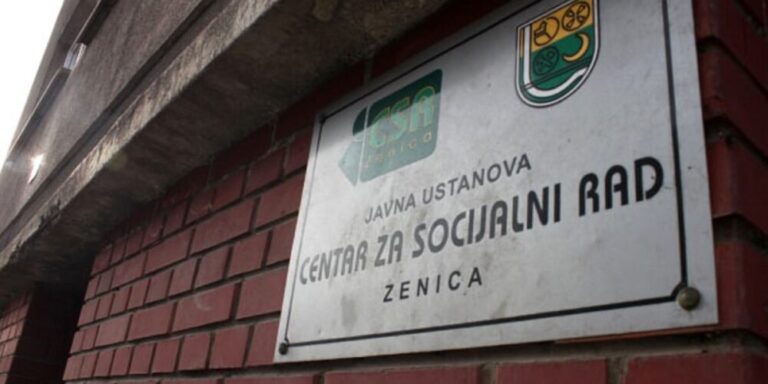 CSR
zenica
JAVNA USTANOVA
CENTAR ZA SOCIJALNI RAD
ZENICA